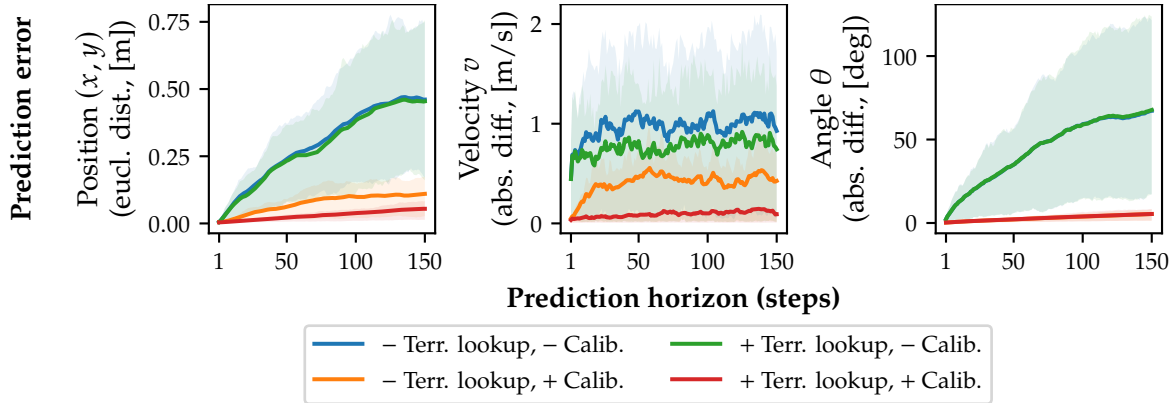 Prediction error
Position (x, y)
(eucl. dist., [m])
0.75
0.50
0.25
0.00
1
50
100
150
Velocity v
(abs. diff., [m/s])
2
1
0
1
50
100
150
Angle θ
(abs. diff., [deg])
100
50
0
1
50
100
150
Prediction horizon (steps)
− Terr. lookup, − Calib.
+ Terr. lookup, − Calib.
− Terr. lookup, + Calib.
+ Terr. lookup, + Calib.